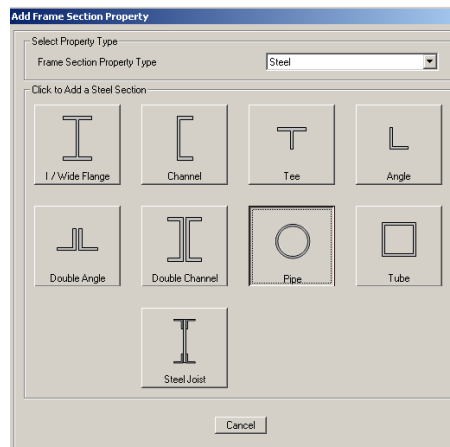 Add Frame Section Property
Select Property Type
Frame Section Property Type Steel
Click to Add a Steel Section
I / Wide Flange Channel Tee Angle
Double Angle Double Channel Pipe Tube
Steel Joist
Cancel